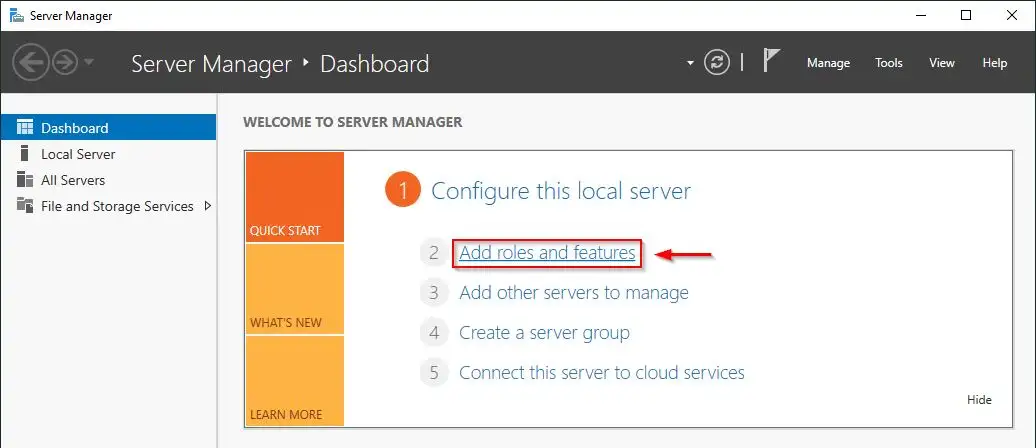 Server Manager
Server Manager ‣ Dashboard
Manage Tools View Help
Dashboard
Local Server
All Servers
File and Storage Services
WELCOME TO SERVER MANAGER
QUICK START
WHAT'S NEW
LEARN MORE
1 Configure this local server
2 Add roles and features
3 Add other servers to manage
4 Create a server group
5 Connect this server to cloud services
Hide